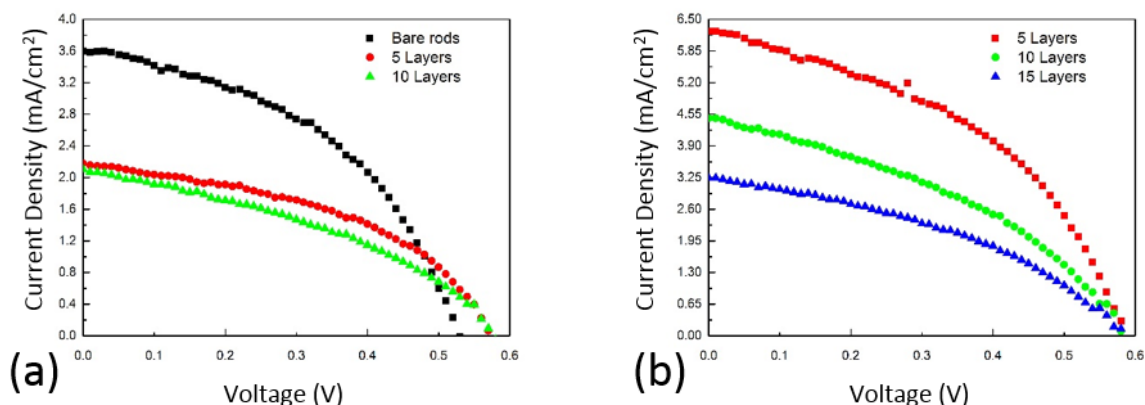 4.0
3.6
3.2
2.8
2.4
2.0
1.6
1.2
0.8
0.4
0.0
Current Density (mA/cm²)
Bare rods
5 Layers
10 Layers
0.0 0.1 0.2 0.3 0.4 0.5 0.6
Voltage (V)
(a)
6.50
5.85
5.20
4.55
3.90
3.25
2.60
1.95
1.30
0.65
0.00
Current Density (mA/cm²)
5 Layers
10 Layers
15 Layers
0.0 0.1 0.2 0.3 0.4 0.5 0.6
Voltage (V)
(b)